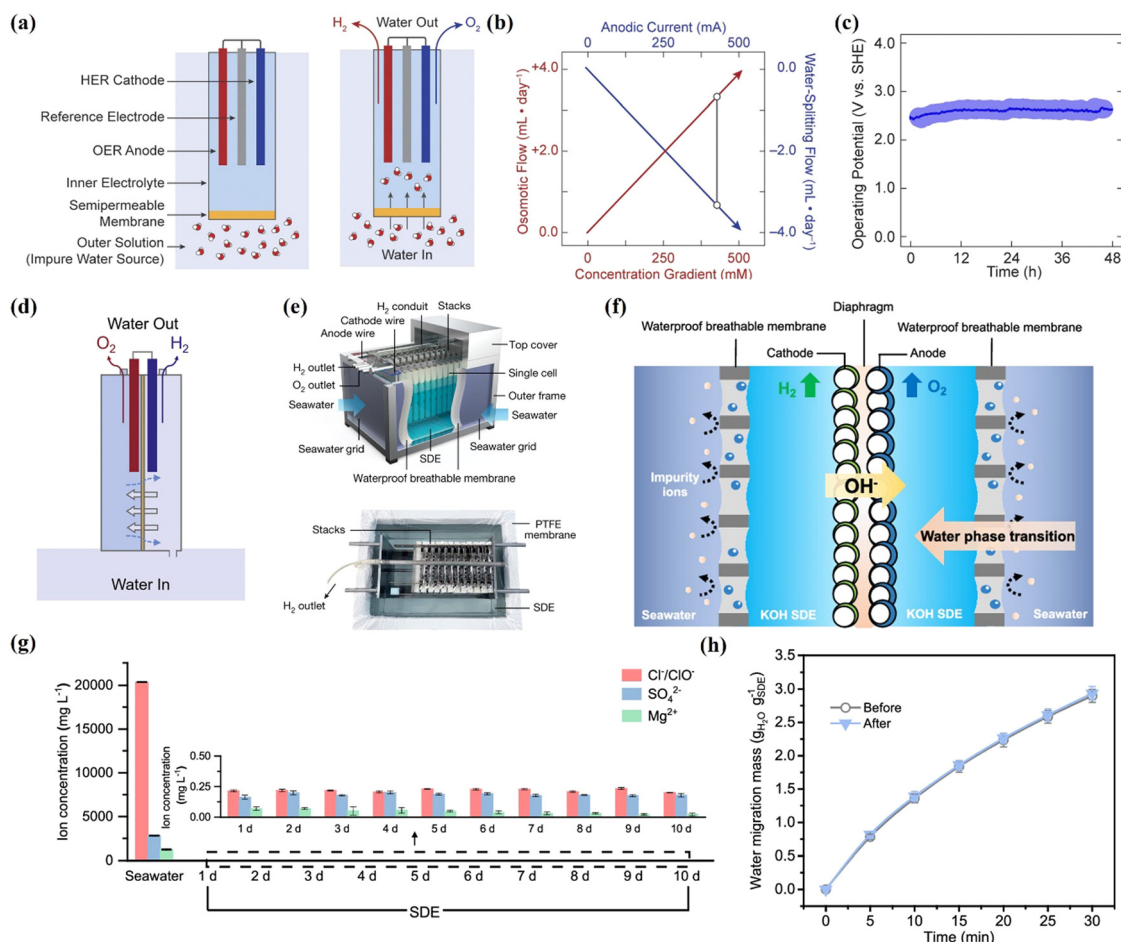 (a)
H₂
Water Out
O₂
HER Cathode
Reference Electrode
OER Anode
Inner Electrolyte
Semipermeable
Membrane
Outer Solution
(Impure Water Source)
Water In
(b)
Anodic Current (mA)
0
250
500
Osomotic Flow (mL • day⁻¹)
+4.0
+2.0
0.0
0.0
−2.0
−4.0
Water-Splitting Flow (mL • day⁻¹)
0
250
500
Concentration Gradient (mM)
(c)
Operating Potential (V vs. SHE)
4.0
3.0
2.0
1.0
0.0
0
12
24
36
48
Time (h)
(d)
Water Out
O₂
H₂
Water In
(e)
H₂ conduit
Cathode wire
Stacks
Anode wire
Top cover
H₂ outlet
O₂ outlet
Single cell
Outer frame
Seawater
Seawater
Seawater grid
SDE
Seawater grid
Waterproof breathable membrane
Stacks
PTFE
membrane
H₂ outlet
SDE
(f)
Diaphragm
Waterproof breathable membrane
Waterproof breathable membrane
Cathode
Anode
H₂
O₂
Impurity
ions
OH⁻
Water phase transition
Seawater
KOH SDE
KOH SDE
Seawater
(g)
Ion concentration (mg L⁻¹)
20000
15000
10000
5000
0
Cl⁻/ClO⁻
SO₄²⁻
Mg²⁺
Ion concentration
(mg L⁻¹)
0.50
0.25
0.00
1 d 2 d 3 d 4 d 5 d 6 d 7 d 8 d 9 d 10 d
Seawater 1 d 2 d 3 d 4 d 5 d 6 d 7 d 8 d 9 d 10 d
SDE
(h)
Water migration mass (g_H₂O g⁻¹_SDE)
3.5
3.0
2.5
2.0
1.5
1.0
0.5
0.0
Before
After
0 5 10 15 20 25 30
Time (min)